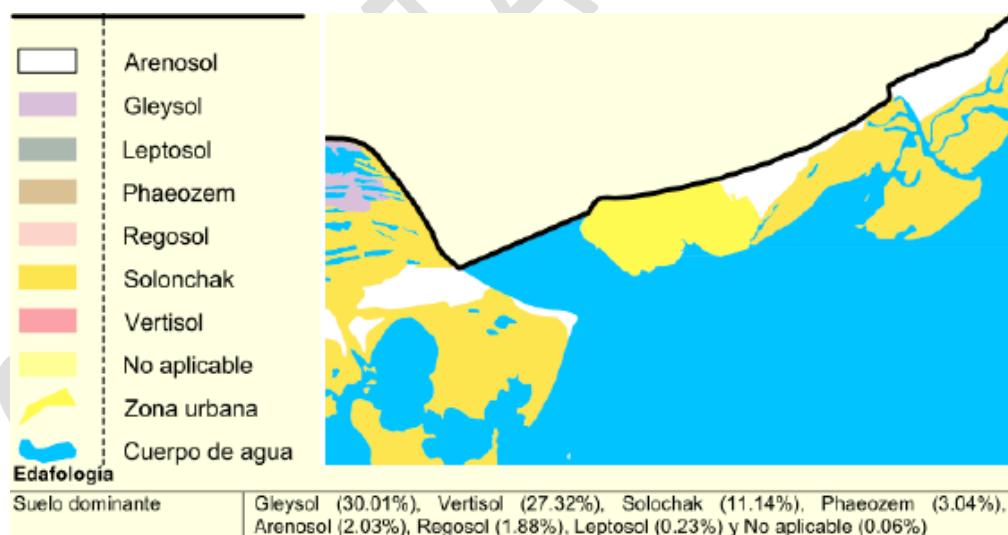 Arenosol
Gleysol
Leptosol
Phaeozem
Regosol
Solonchak
Vertisol
No aplicable
Zona urbana
Cuerpo de agua
Edafología
Suelo dominante
Gleysol (30.01%), Vertisol (27.32%), Solochak (11.14%), Phaeozem (3.04%),
Arenosol (2.03%), Regosol (1.88%), Leptosol (0.23%) y No aplicable (0.06%)